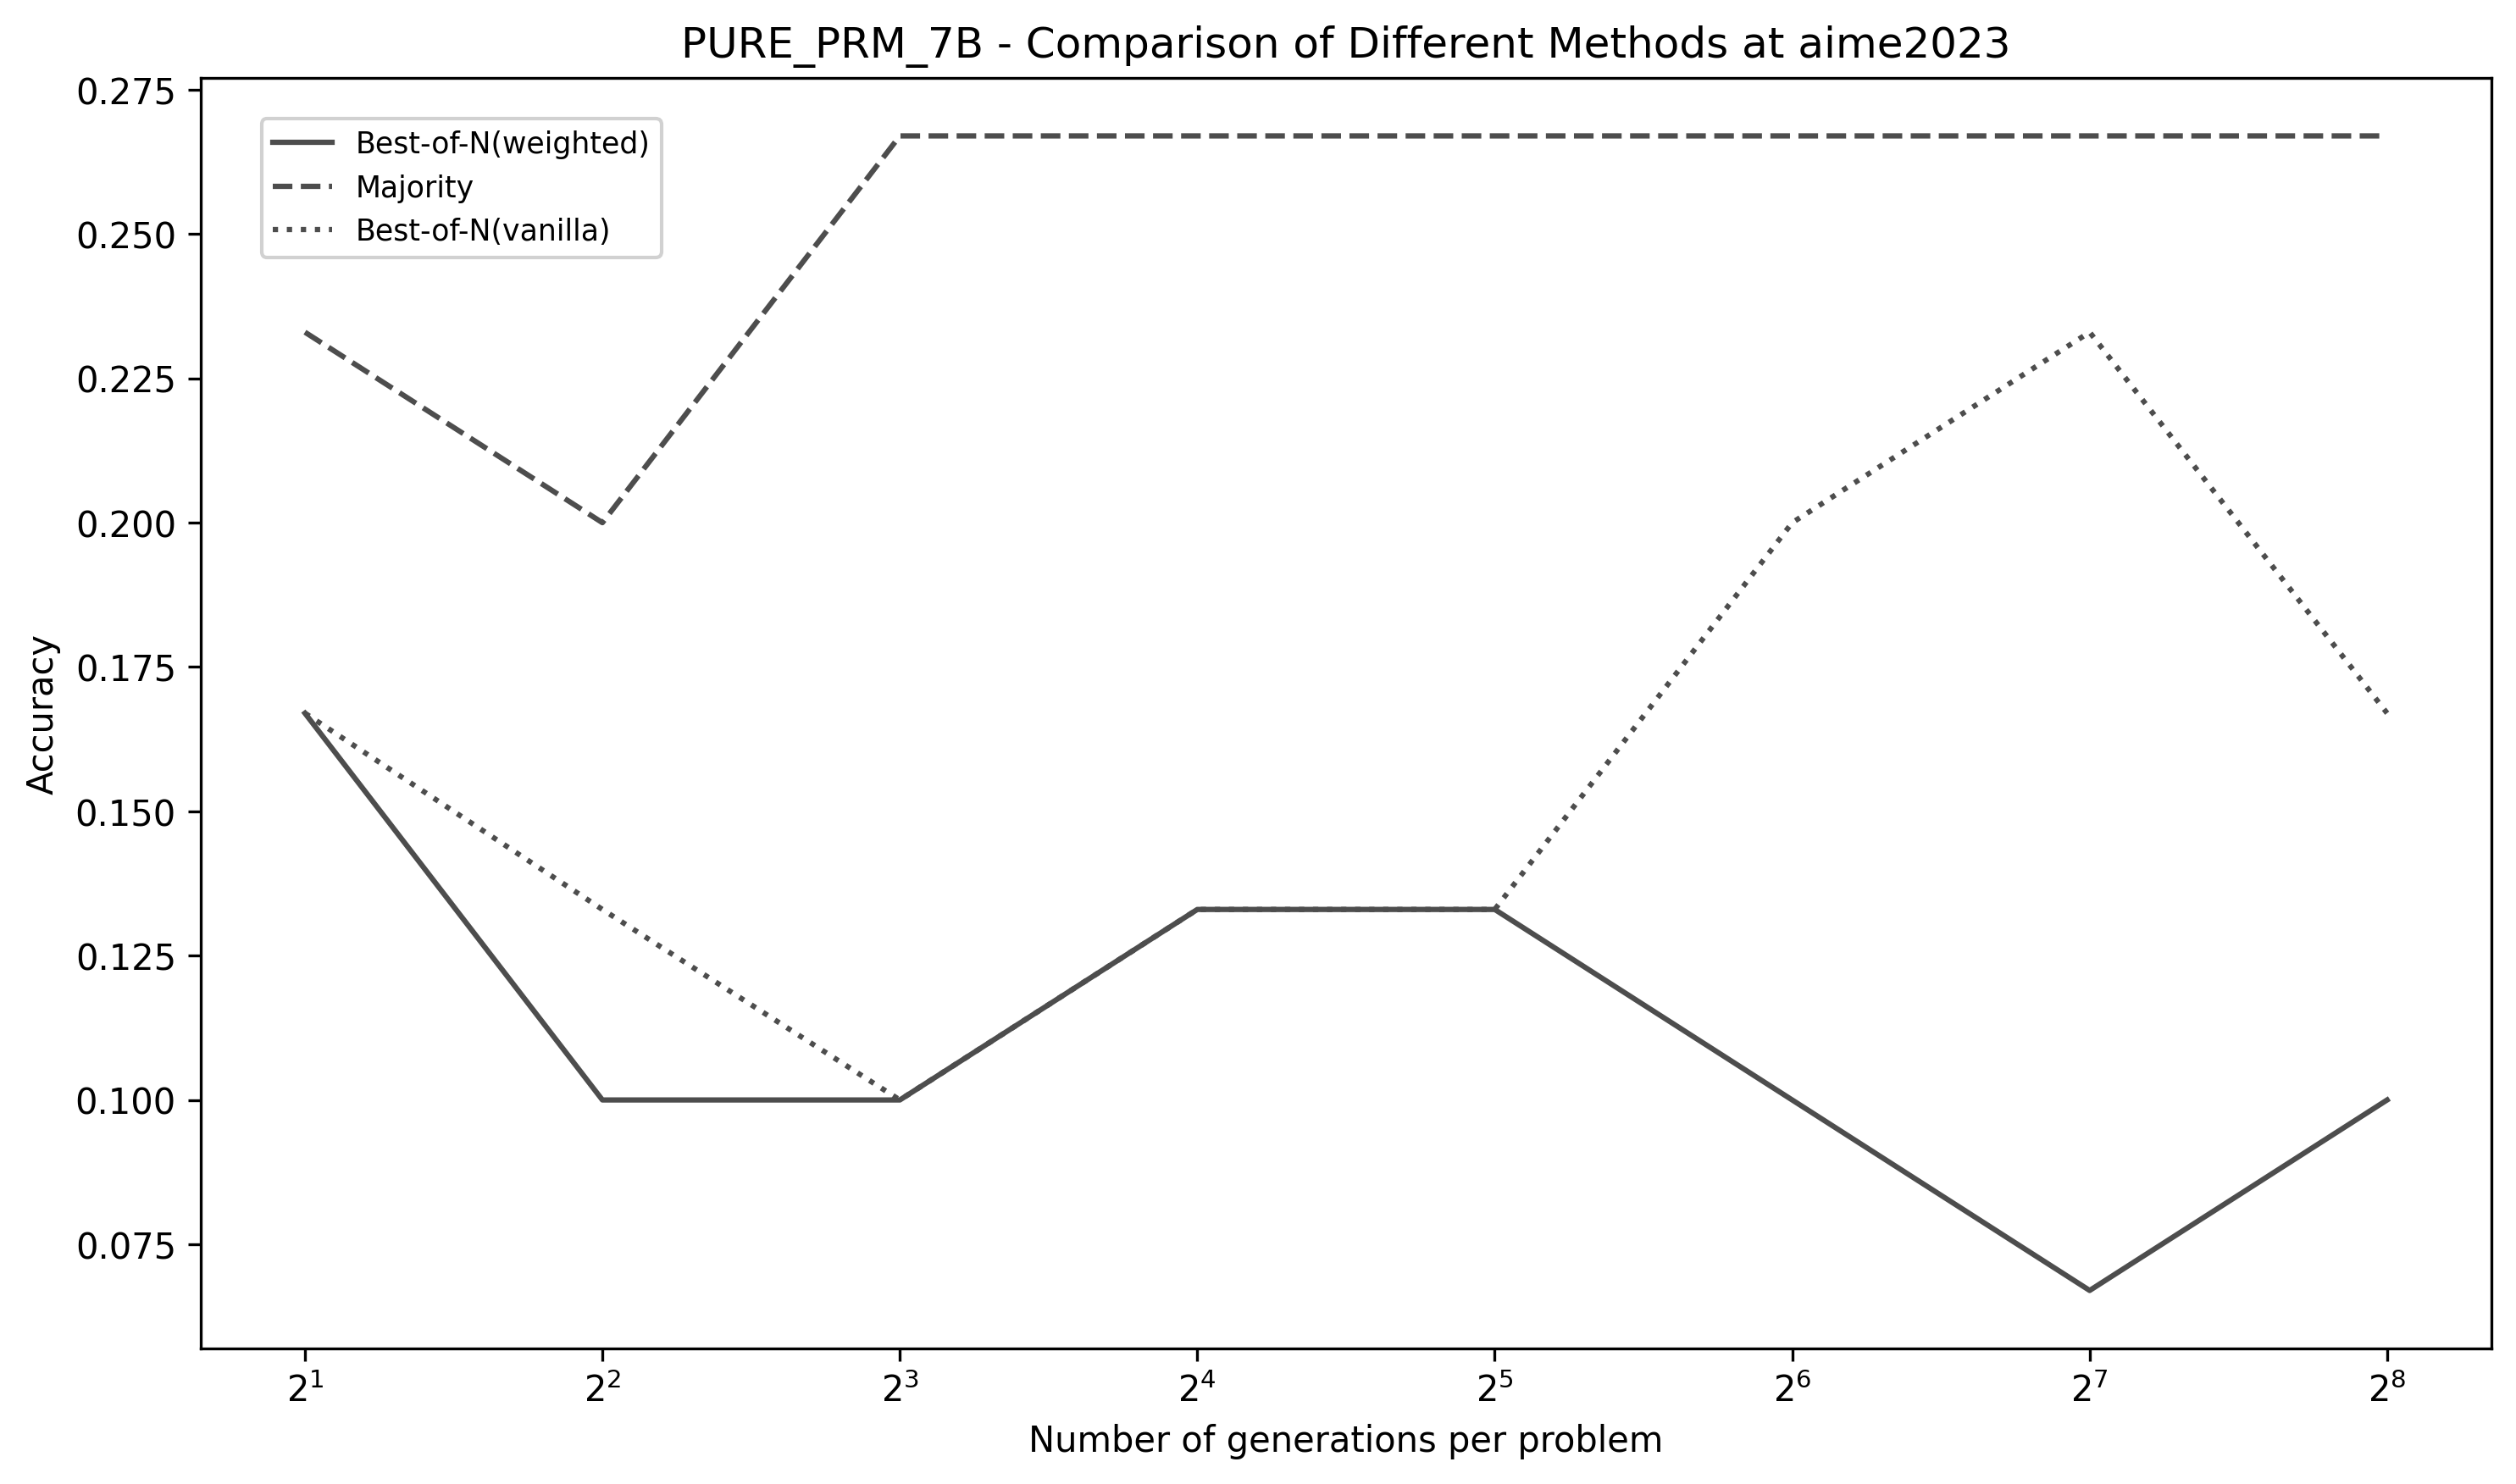 PURE_PRM_7B - Comparison of Different Methods at aime2023
0.275
0.250
0.225
0.200
0.175
0.150
0.125
0.100
0.075
Accuracy
Best-of-N(weighted)
Majority
Best-of-N(vanilla)
2¹ 2² 2³ 2⁴ 2⁵ 2⁶ 2⁷ 2⁸
Number of generations per problem